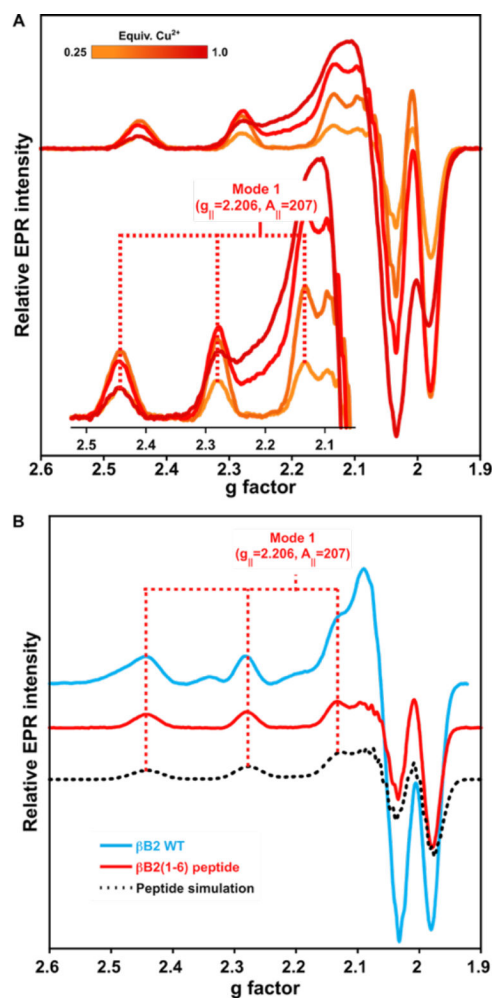 A
Equiv. Cu²⁺
0.25 1.0
Relative EPR intensity
Mode 1
(g||=2.206, A||=207)
2.5 2.4 2.3 2.2 2.1
2.6 2.5 2.4 2.3 2.2 2.1 2 1.9
g factor
B
Mode 1
(g||=2.206, A||=207)
Relative EPR intensity
βB2 WT
βB2(1-6) peptide
Peptide simulation
2.6 2.5 2.4 2.3 2.2 2.1 2 1.9
g factor